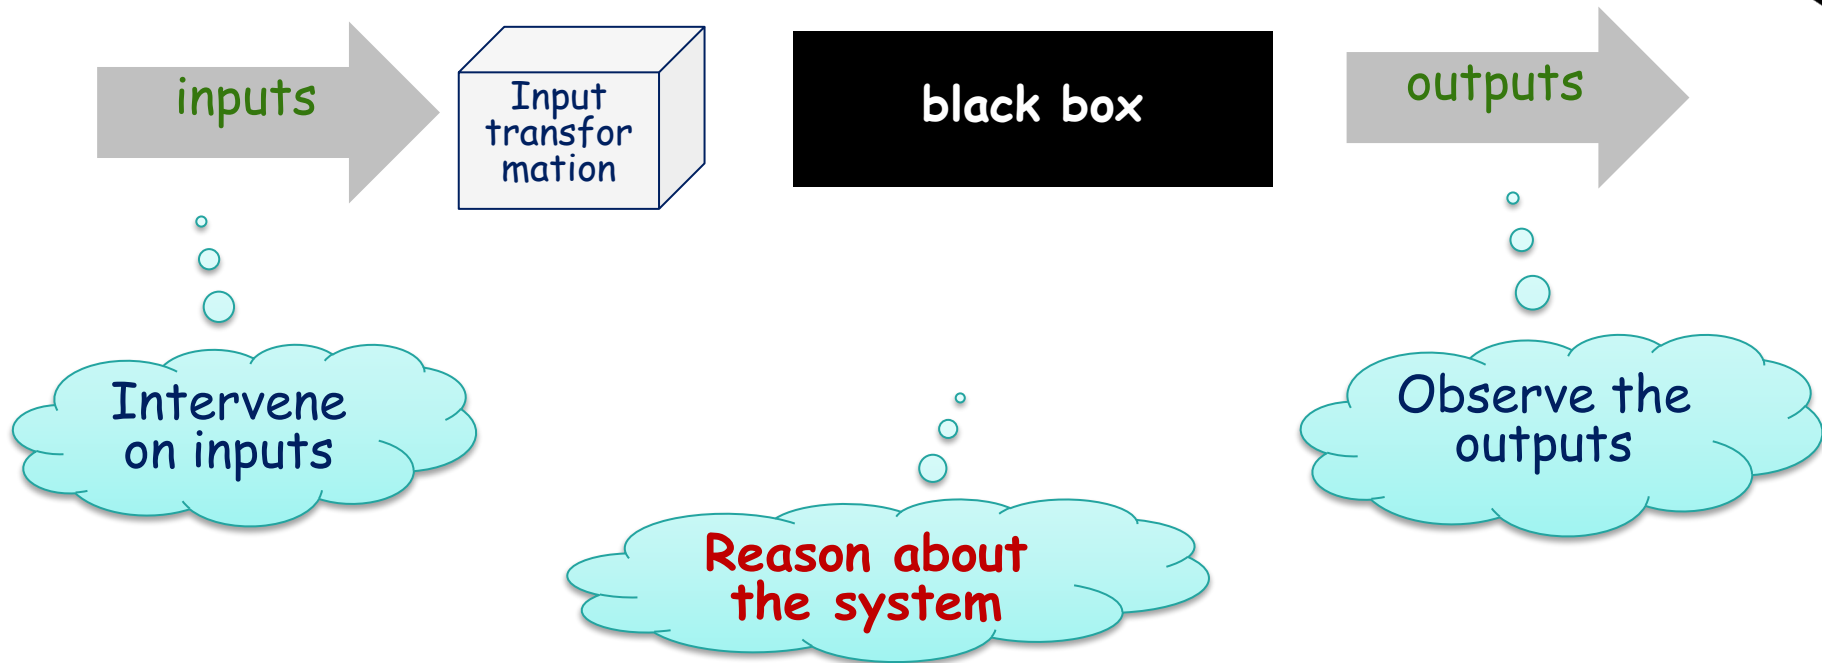 inputs
Input
transfor
mation
black box
outputs
Intervene
on inputs
Observe the
outputs
Reason about
the system